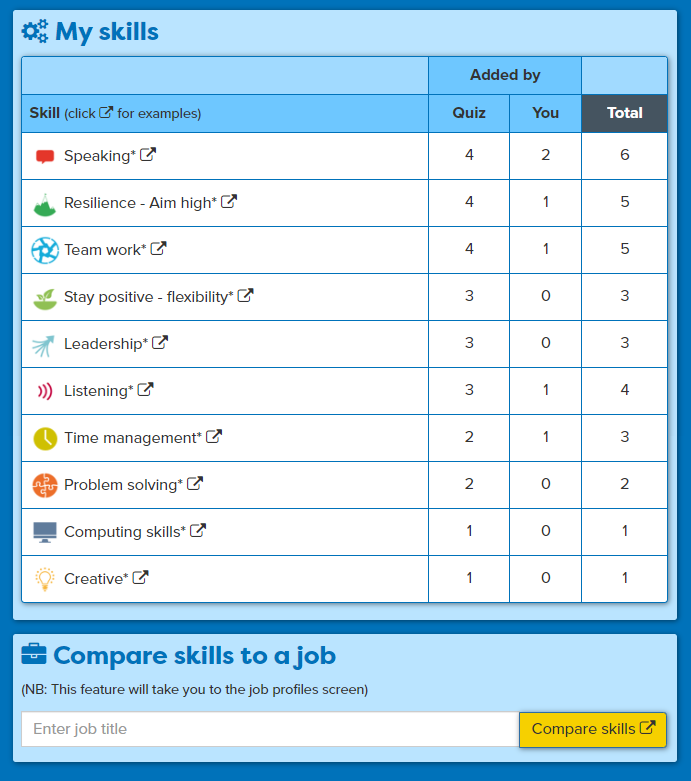 My skills
Added by
Skill (click for examples) Quiz You Total
Speaking* 4 2 6
Resilience - Aim high* 4 1 5
Team work* 4 1 5
Stay positive - flexibility* 3 0 3
Leadership* 3 0 3
Listening* 3 1 4
Time management* 2 1 3
Problem solving* 2 0 2
Computing skills* 1 0 1
Creative* 1 0 1
Compare skills to a job
(NB: This feature will take you to the job profiles screen)
Enter job title Compare skills